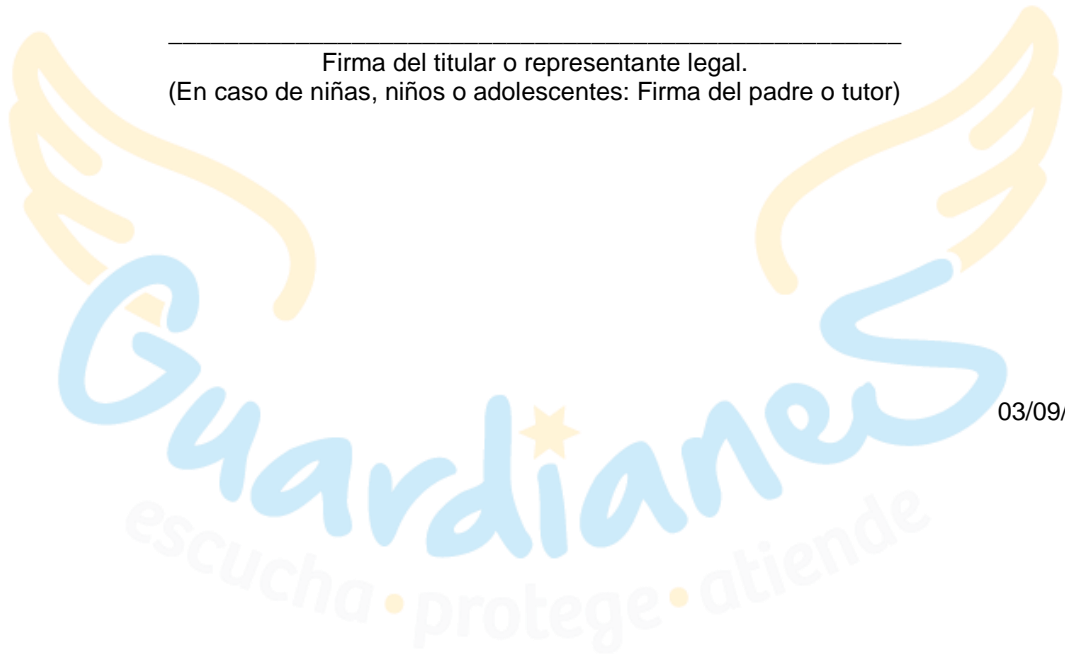 ____________________________________________________
Firma del titular o representante legal.
(En caso de niñas, niños o adolescentes: Firma del padre o tutor)
03/09/
GuardianeS
escucha • protege • atiende